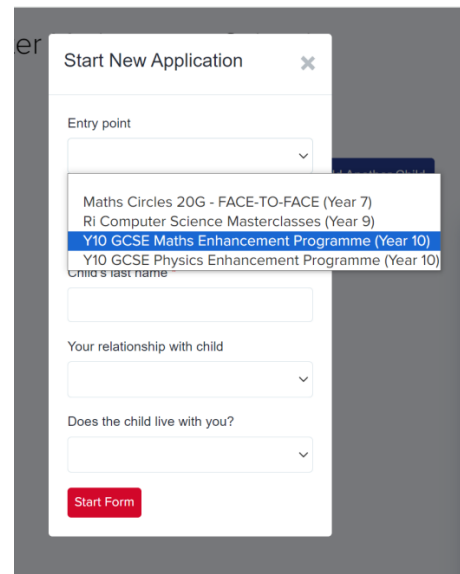 er
Start New Application
Entry point
Maths Circles 20G - FACE-TO-FACE (Year 7)
Ri Computer Science Masterclasses (Year 9)
Y10 GCSE Maths Enhancement Programme (Year 10)
Y10 GCSE Physics Enhancement Programme (Year 10)
Child's last name
Your relationship with child
Does the child live with you?
Start Form